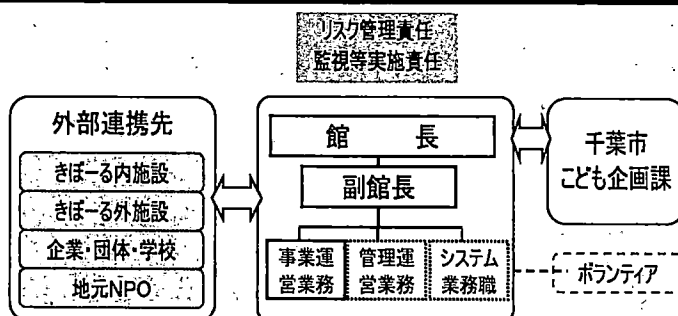 リスク管理責任
監視等実施責任
外部連携先
きぼーる内施設
きぼーる外施設
企業・団体・学校
地元NPO
館　長
副館長
事業運
営業務
管理運
営業務
システム
業務職
千葉市
こども企画課
ボランティア